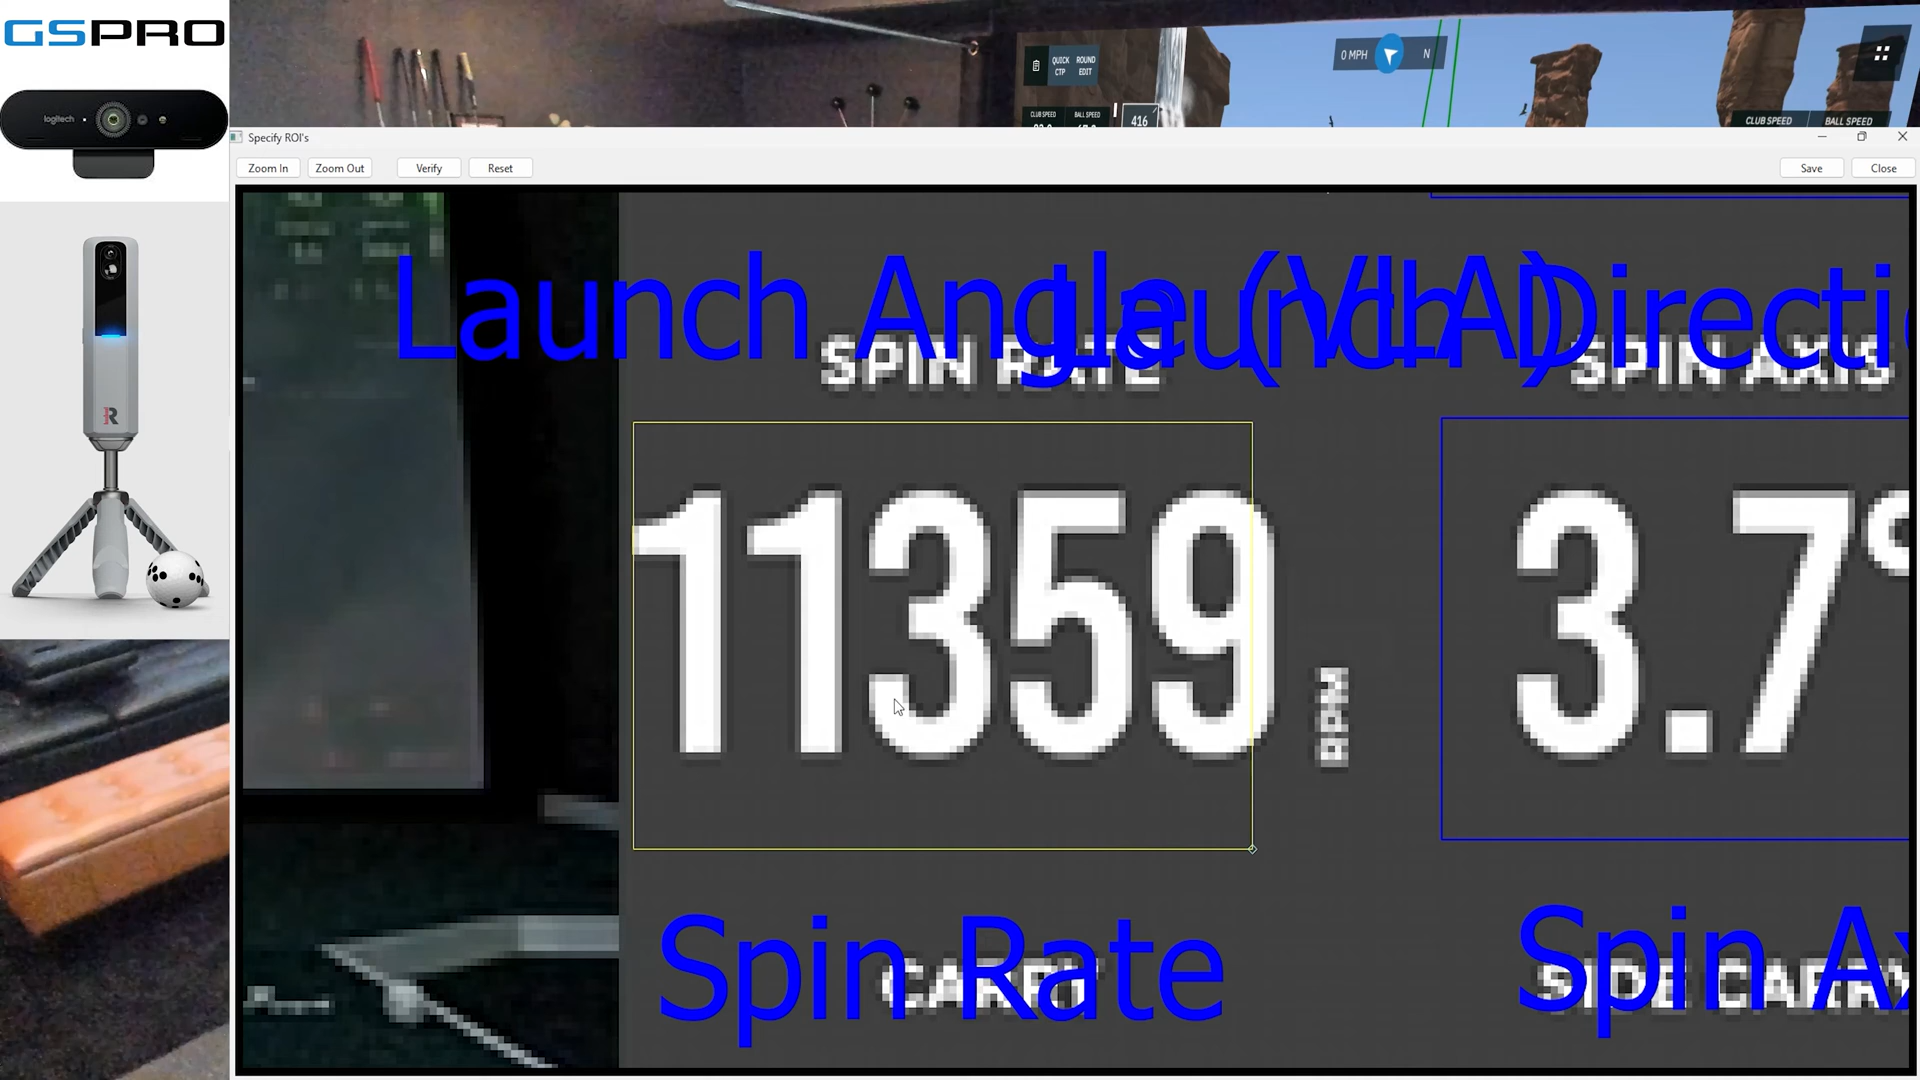 GSPRO
logitech
R
QUICK CTP
ROUND EDIT
0 MPH
N
CLUB SPEED
BALL SPEED
416
CLUB SPEED
BALL SPEED
Specify ROI's
Zoom In
Zoom Out
Verify
Reset
Save
Close
Launch Angle (VLA)
Launch Directi
SPIN RATE
SPIN AXIS
11359
RPM
3.7°
Spin Rate
Spin Ax
CARRY
SIDE CARRY